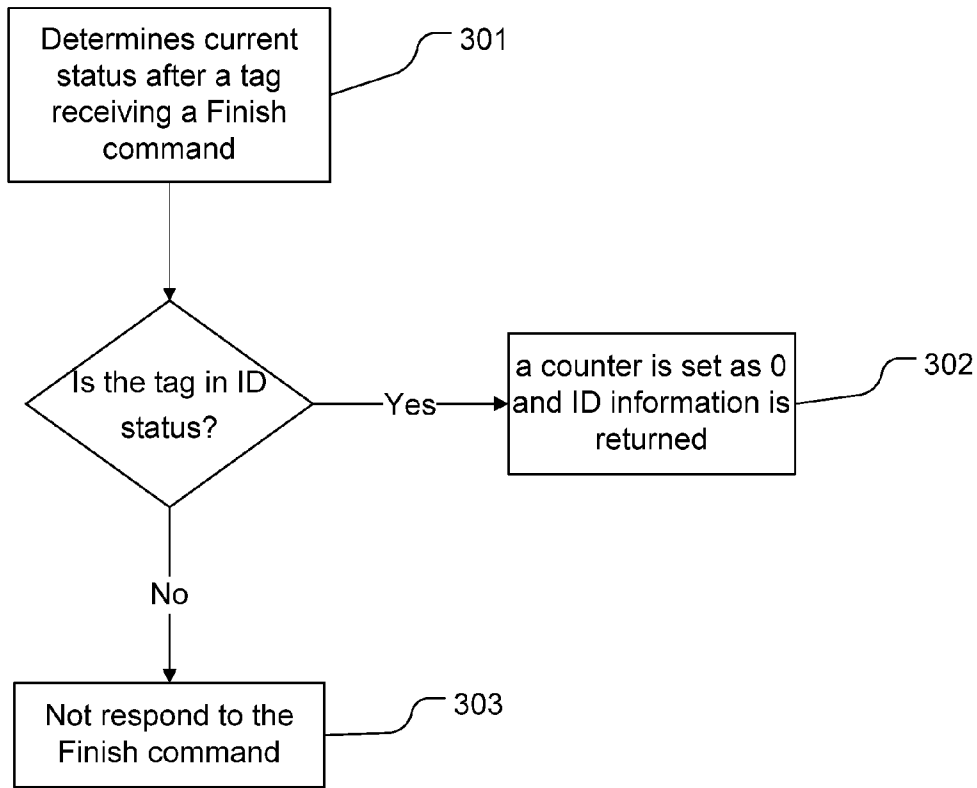 Determines current
status after a tag
receiving a Finish
command
301
Is the tag in ID
status?
Yes
a counter is set as 0
and ID information is
returned
302
No
Not respond to the
Finish command
303